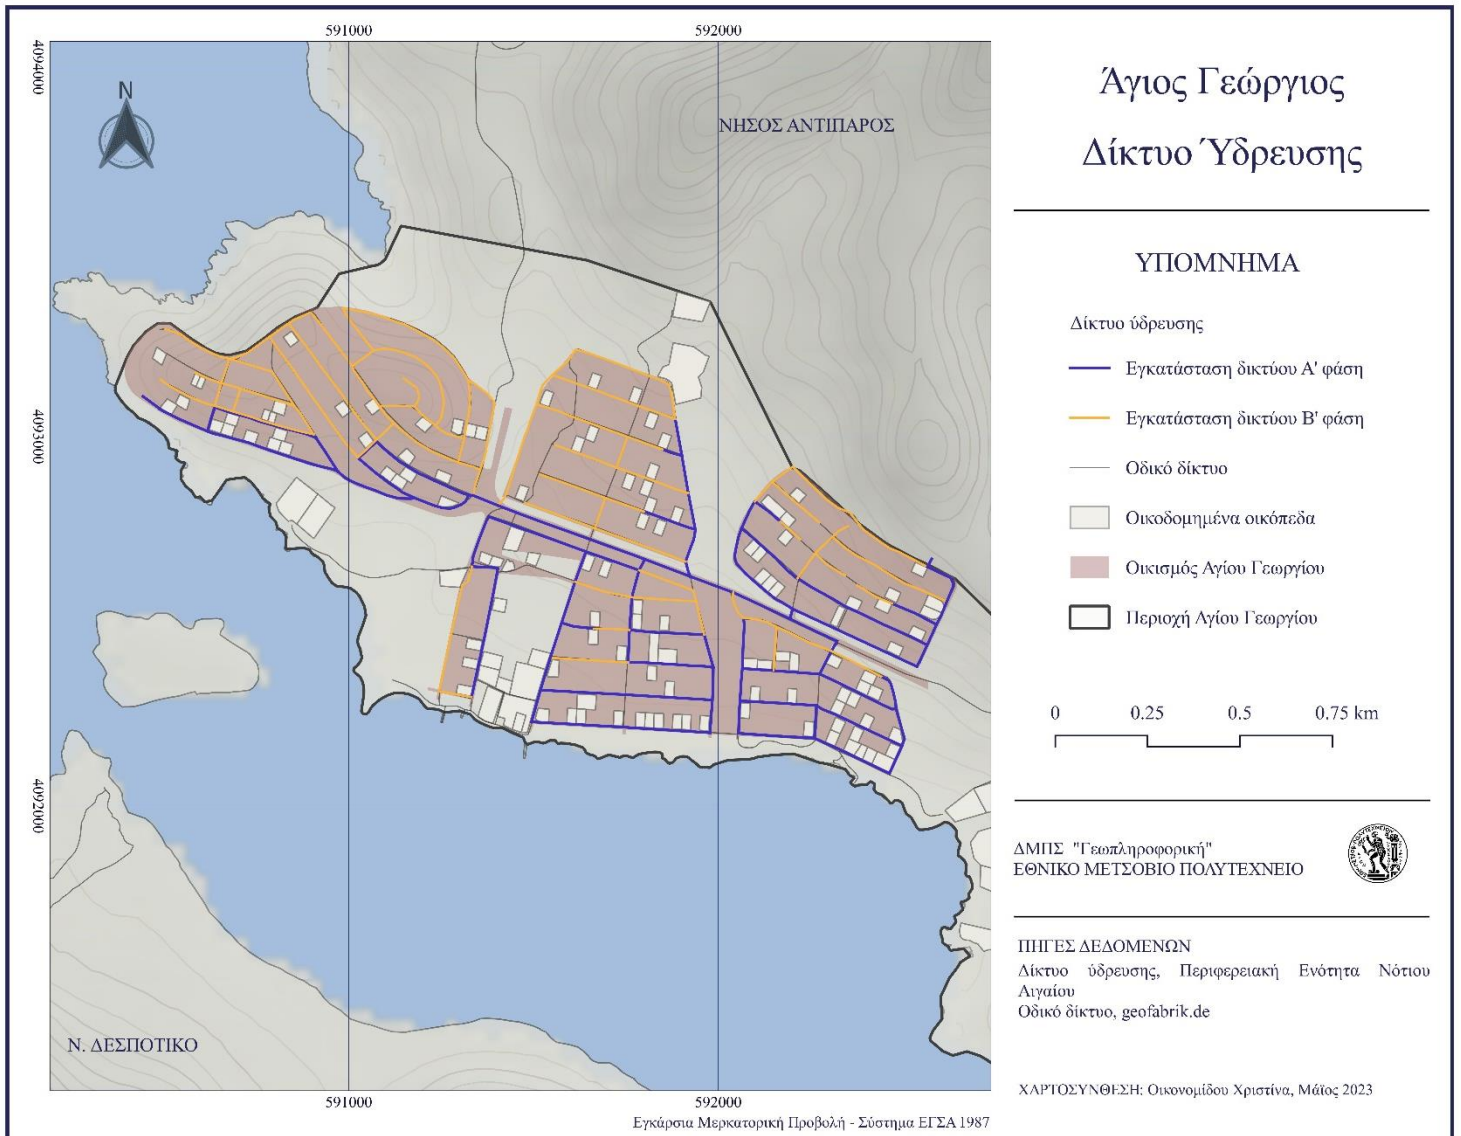 591000
592000
4094000
4093000
4092000
N
ΝΗΣΟΣ ΑΝΤΙΠΑΡΟΣ
Ν. ΔΕΣΠΟΤΙΚΟ
591000
592000
Εγκάρσια Μερκατορική Προβολή - Σύστημα ΕΓΣΑ 1987
Άγιος Γεώργιος
Δίκτυο Ύδρευσης
ΥΠΟΜΝΗΜΑ
Δίκτυο ύδρευσης
Εγκατάσταση δικτύου Α' φάση
Εγκατάσταση δικτύου Β' φάση
Οδικό δίκτυο
Οικοδομημένα οικόπεδα
Οικισμός Αγίου Γεωργίου
Περιοχή Αγίου Γεωργίου
0 0.25 0.5 0.75 km
ΔΜΠΣ "Γεωπληροφορική"
ΕΘΝΙΚΟ ΜΕΤΣΟΒΙΟ ΠΟΛΥΤΕΧΝΕΙΟ
ΠΗΓΕΣ ΔΕΔΟΜΕΝΩΝ
Δίκτυο ύδρευσης, Περιφερειακή Ενότητα Νότιου
Αιγαίου
Οδικό δίκτυο, geofabrik.de
ΧΑΡΤΟΣΥΝΘΕΣΗ: Οικονομίδου Χριστίνα, Μάϊος 2023